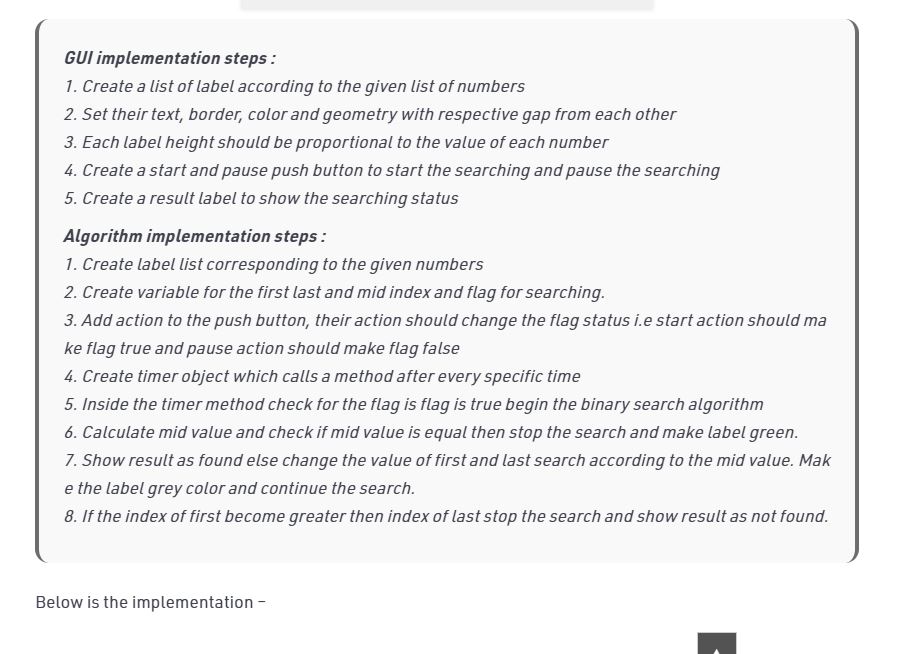 GUI implementation steps :
1. Create a list of label according to the given list of numbers
2. Set their text, border, color and geometry with respective gap from each other
3. Each label height should be proportional to the value of each number
4. Create a start and pause push button to start the searching and pause the searching
5. Create a result label to show the searching status
Algorithm implementation steps :
1. Create label list corresponding to the given numbers
2. Create variable for the first last and mid index and flag for searching.
3. Add action to the push button, their action should change the flag status i.e start action should ma
ke flag true and pause action should make flag false
4. Create timer object which calls a method after every specific time
5. Inside the timer method check for the flag is flag is true begin the binary search algorithm
6. Calculate mid value and check if mid value is equal then stop the search and make label green.
7. Show result as found else change the value of first and last search according to the mid value. Mak
e the label grey color and continue the search.
8. If the index of first become greater then index of last stop the search and show result as not found.
Below is the implementation –